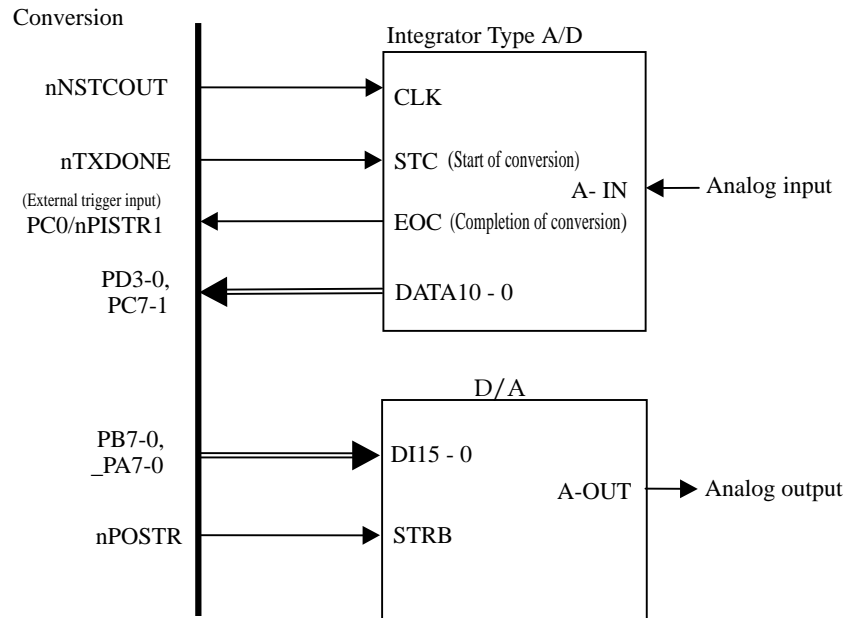 Conversion
Integrator Type A/D
nNSTCOUT
CLK
nTXDONE
STC (Start of conversion)
A- IN
Analog input
(External trigger input)
PC0/nPISTR1
EOC (Completion of conversion)
PD3-0,
PC7-1
DATA10 - 0
D/A
PB7-0,
_PA7-0
DI15 - 0
A-OUT
Analog output
nPOSTR
STRB